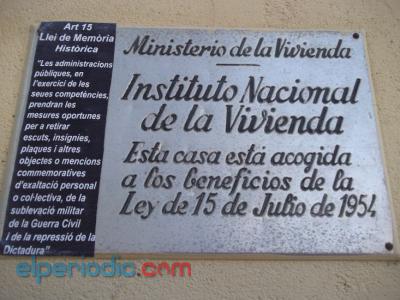 Art 15
Llei de Memòria
Històrica
"Les administracions
públiques, en
l'exercici de les
seues competències,
prendran les
mesures oportunes
per a retirar
escuts, insígnies,
plaques i altres
objectes o mencions
commemoratives
d'exaltació personal
o col·lectiva, de la
sublevació militar
de la Guerra Civil
i de la repressió de la
Dictadura"
Ministerio de la Vivienda
Instituto Nacional
de la Vivienda
Esta casa está acogida
a los beneficios de la
Ley de 15 de Julio de 1954
elperiodic.com